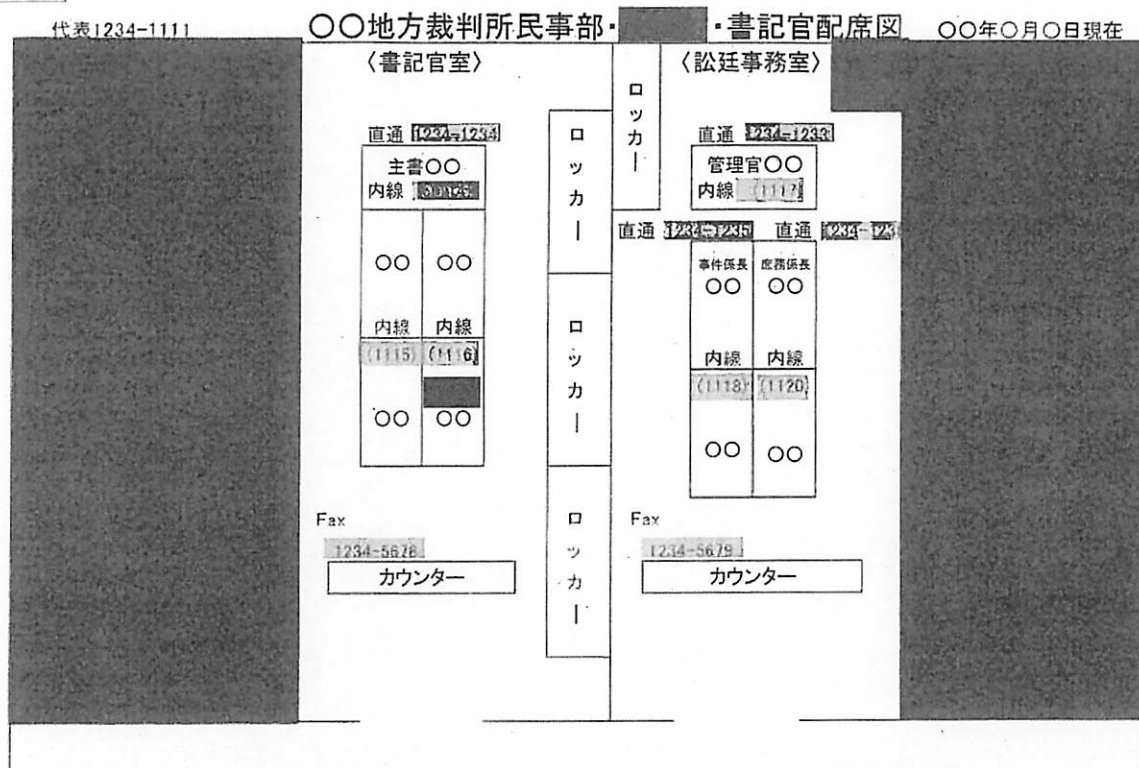 代表1234-1111
〇〇地方裁判所民事部・
・書記官配席図
〇〇年〇月〇日現在
〈書記官室〉
〈訟廷事務室〉
ロッカー
ロッカー
ロッカー
ロッカー
直通 1234-1234
主書〇〇
内線
〇〇 〇〇
内線 内線
(1115) (1116)
〇〇 〇〇
Fax
1234-5678
カウンター
直通 1234-1233
管理官〇〇
内線 (1117)
直通 1234-1235 直通 1234-123
事件係長 庶務係長
〇〇 〇〇
内線 内線
(1118) (1120)
〇〇 〇〇
Fax
1234-5679
カウンター